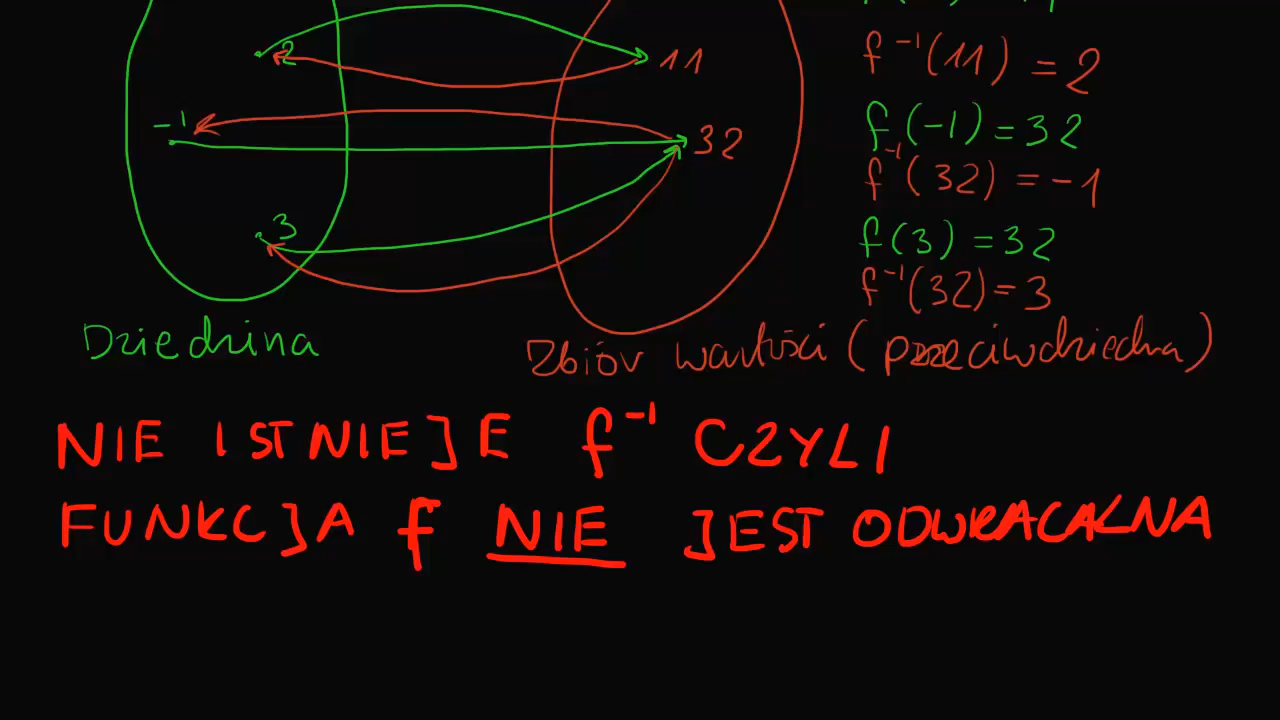 2
11
f⁻¹(11) = 2
-1
32
f(-1) = 32
f⁻¹(32) = -1
3
f(3) = 32
f⁻¹(32) = 3
Dziedzina
Zbiór wartości (przeciwdziedzina)
NIE ISTNIEJE f⁻¹ CZYLI
FUNKCJA f NIE JEST ODWRACALNA